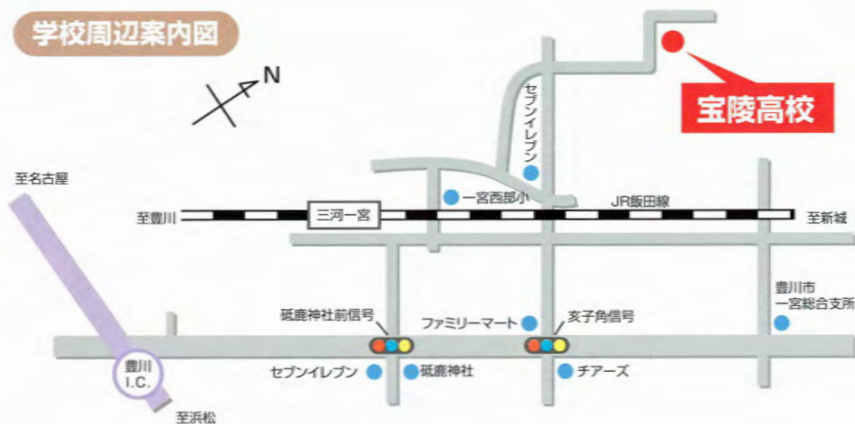 学校周辺案内図
N
宝陵高校
セブンイレブン
至名古屋
一宮西部小
JR飯田線
至豊川
三河一宮
至新城
豊川市
一宮総合支所
砥鹿神社前信号
ファミリーマート
亥子角信号
豊川
I.C.
セブンイレブン
砥鹿神社
チアーズ
至浜松